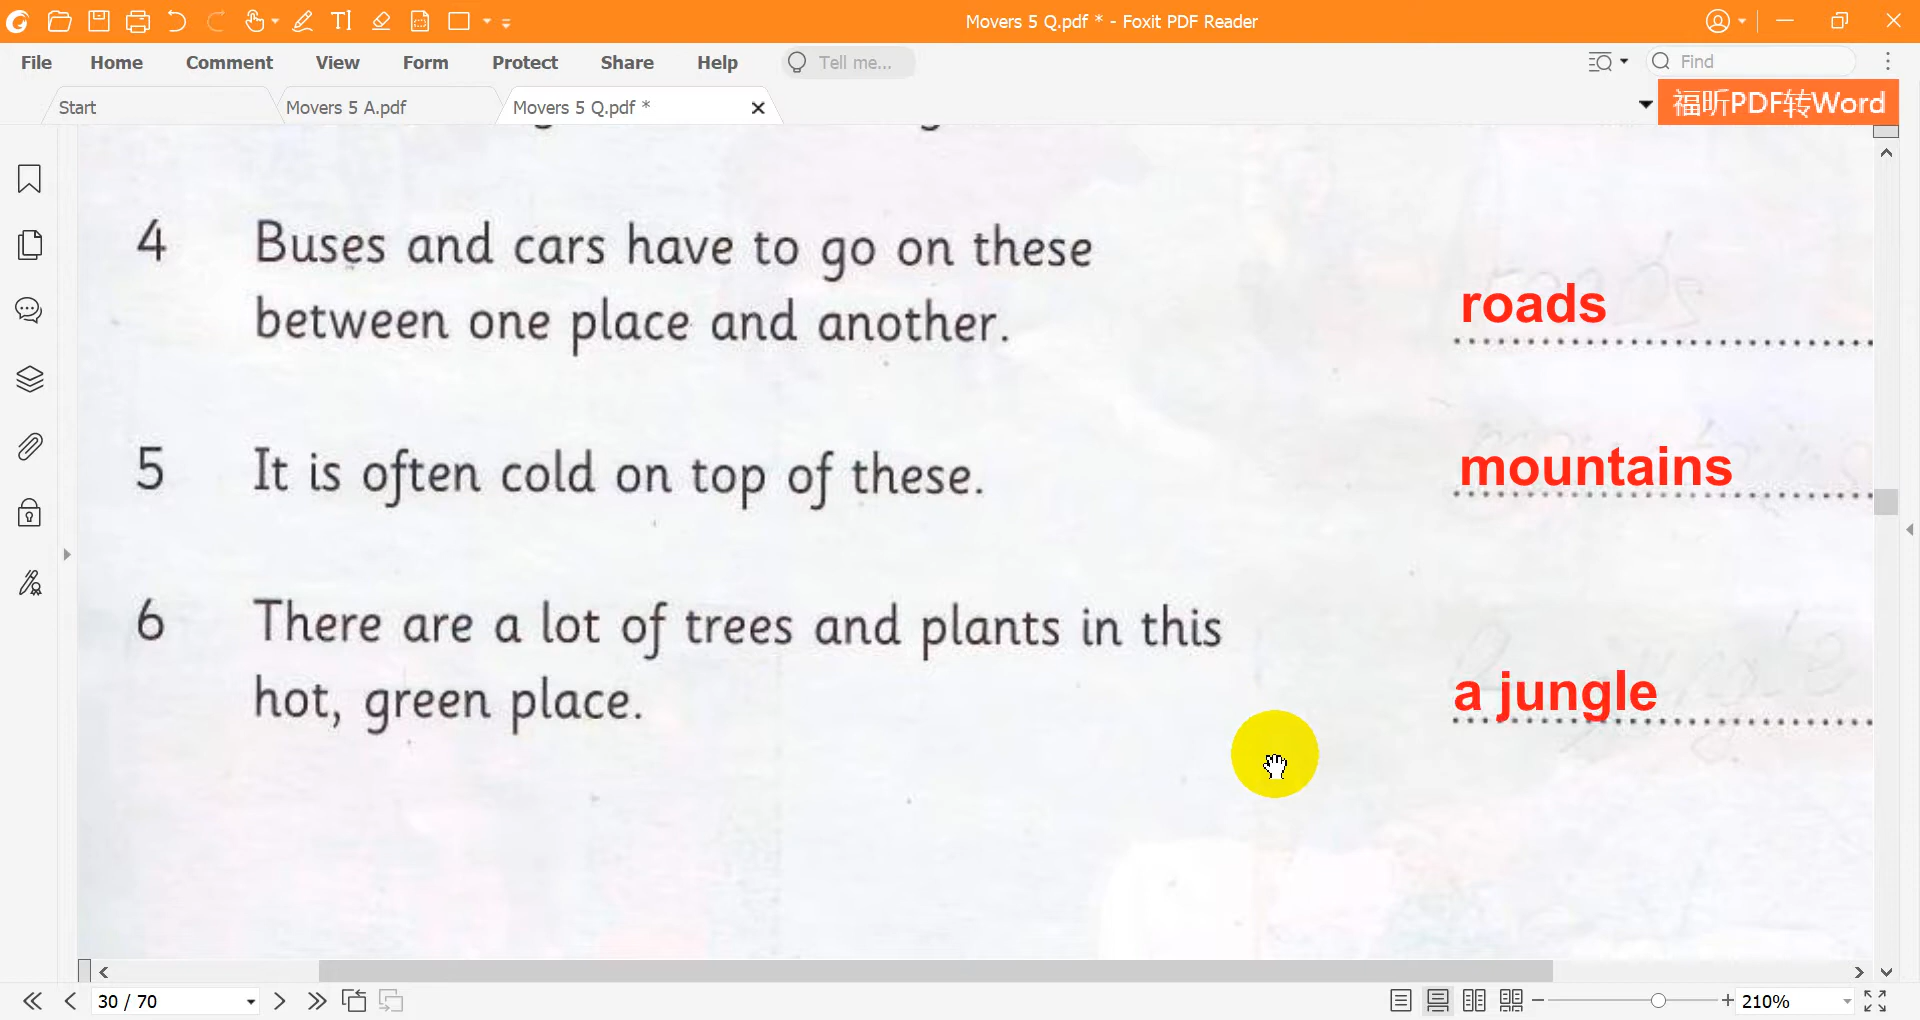 Movers 5 Q.pdf * - Foxit PDF Reader
File Home Comment View Form Protect Share Help Tell me... Find
Start Movers 5 A.pdf Movers 5 Q.pdf * 福昕PDF转Word
4 Buses and cars have to go on these
between one place and another. roads
5 It is often cold on top of these. mountains
6 There are a lot of trees and plants in this
hot, green place. a jungle
30 / 70 210%